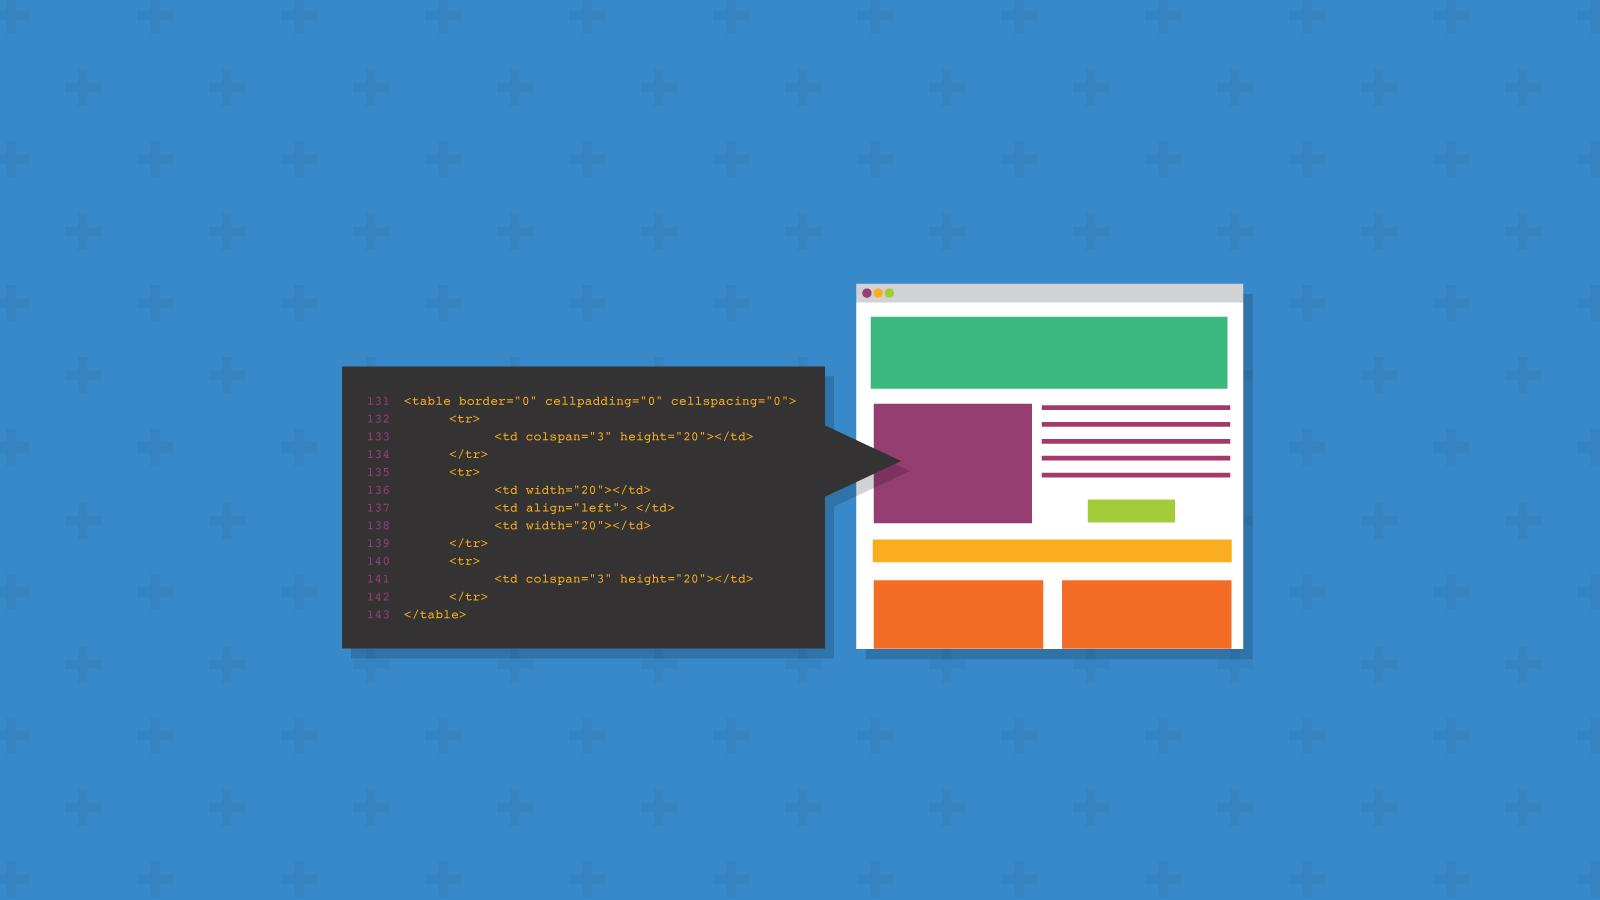 131 <table border="0" cellpadding="0" cellspacing="0">
132 <tr>
133 <td colspan="3" height="20"></td>
134 </tr>
135 <tr>
136 <td width="20"></td>
137 <td align="left"> </td>
138 <td width="20"></td>
139 </tr>
140 <tr>
141 <td colspan="3" height="20"></td>
142 </tr>
143 </table>